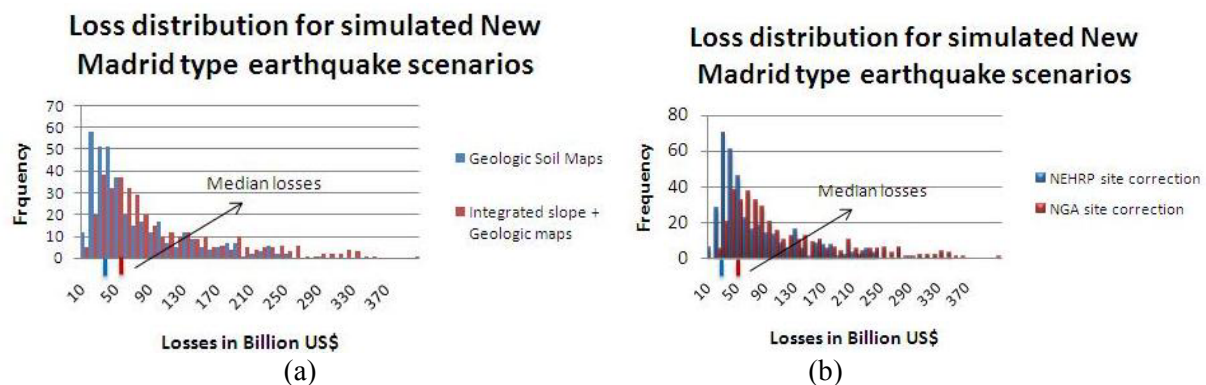 Loss distribution for simulated New
Madrid type earthquake scenarios
70
60
50
40
30
20
10
0
Frquency
Median losses
10
50
90
130
170
210
250
290
330
370
Losses in Billion US$
Geologic Soil Maps
Integrated slope +
Geologic maps
(a)
Loss distribution for simulated New
Madrid type earthquake scenarios
80
60
40
20
0
Frequency
Median losses
10
50
90
130
170
210
250
290
330
370
Losses in Billion US$
NEHRP site correction
NGA site correction
(b)